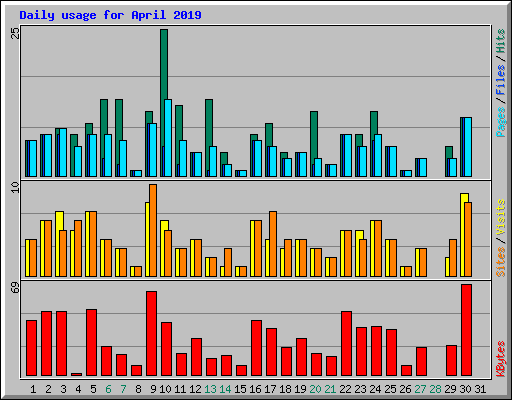 Daily usage for April 2019
25
Pages / Files / Hits
10
Sites / Visits
69
KBytes
1 2 3 4 5 6 7 8 9 10 11 12 13 14 15 16 17 18 19 20 21 22 23 24 25 26 27 28 29 30 31